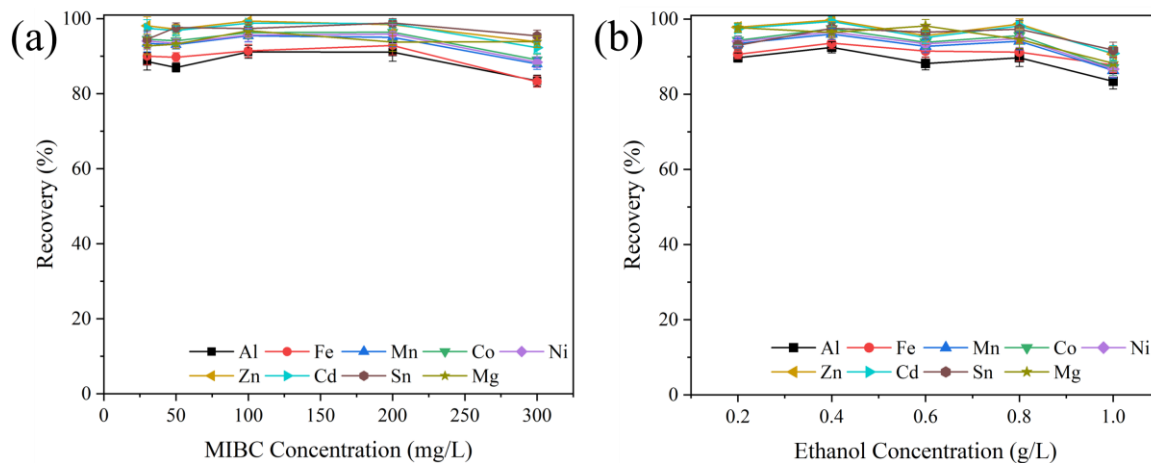 (a)
100
80
60
40
20
0
Recovery (%)
Al Fe Mn Co Ni
Zn Cd Sn Mg
0 50 100 150 200 250 300
MIBC Concentration (mg/L)
(b)
100
80
60
40
20
0
Recovery (%)
Al Fe Mn Co Ni
Zn Cd Sn Mg
0.2 0.4 0.6 0.8 1.0
Ethanol Concentration (g/L)